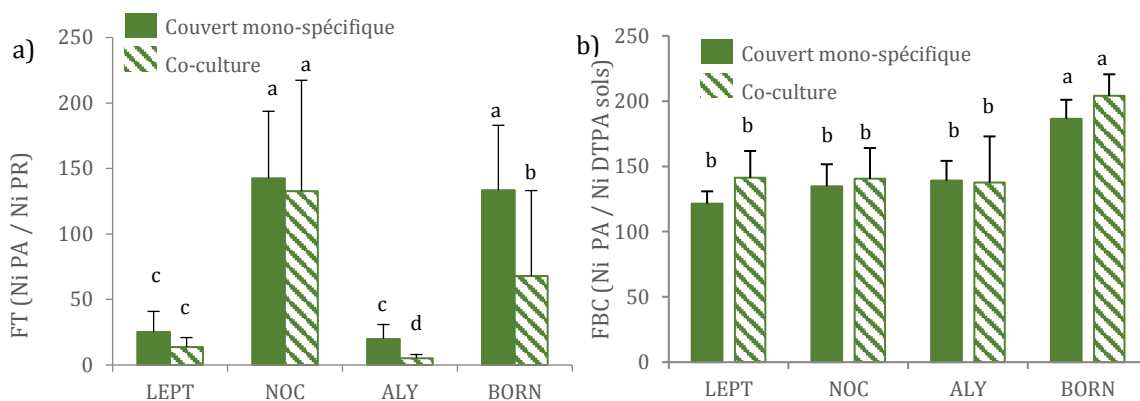 a)
Couvert mono-spécifique
Co-culture
FT (Ni PA / Ni PR)
250
200
150
100
50
0
c
c
a
a
c
d
a
b
LEPT
NOC
ALY
BORN
b)
Couvert mono-spécifique
Co-culture
FBC (Ni PA / Ni DTPA sols)
250
200
150
100
50
0
b
b
b
b
b
b
a
a
LEPT
NOC
ALY
BORN